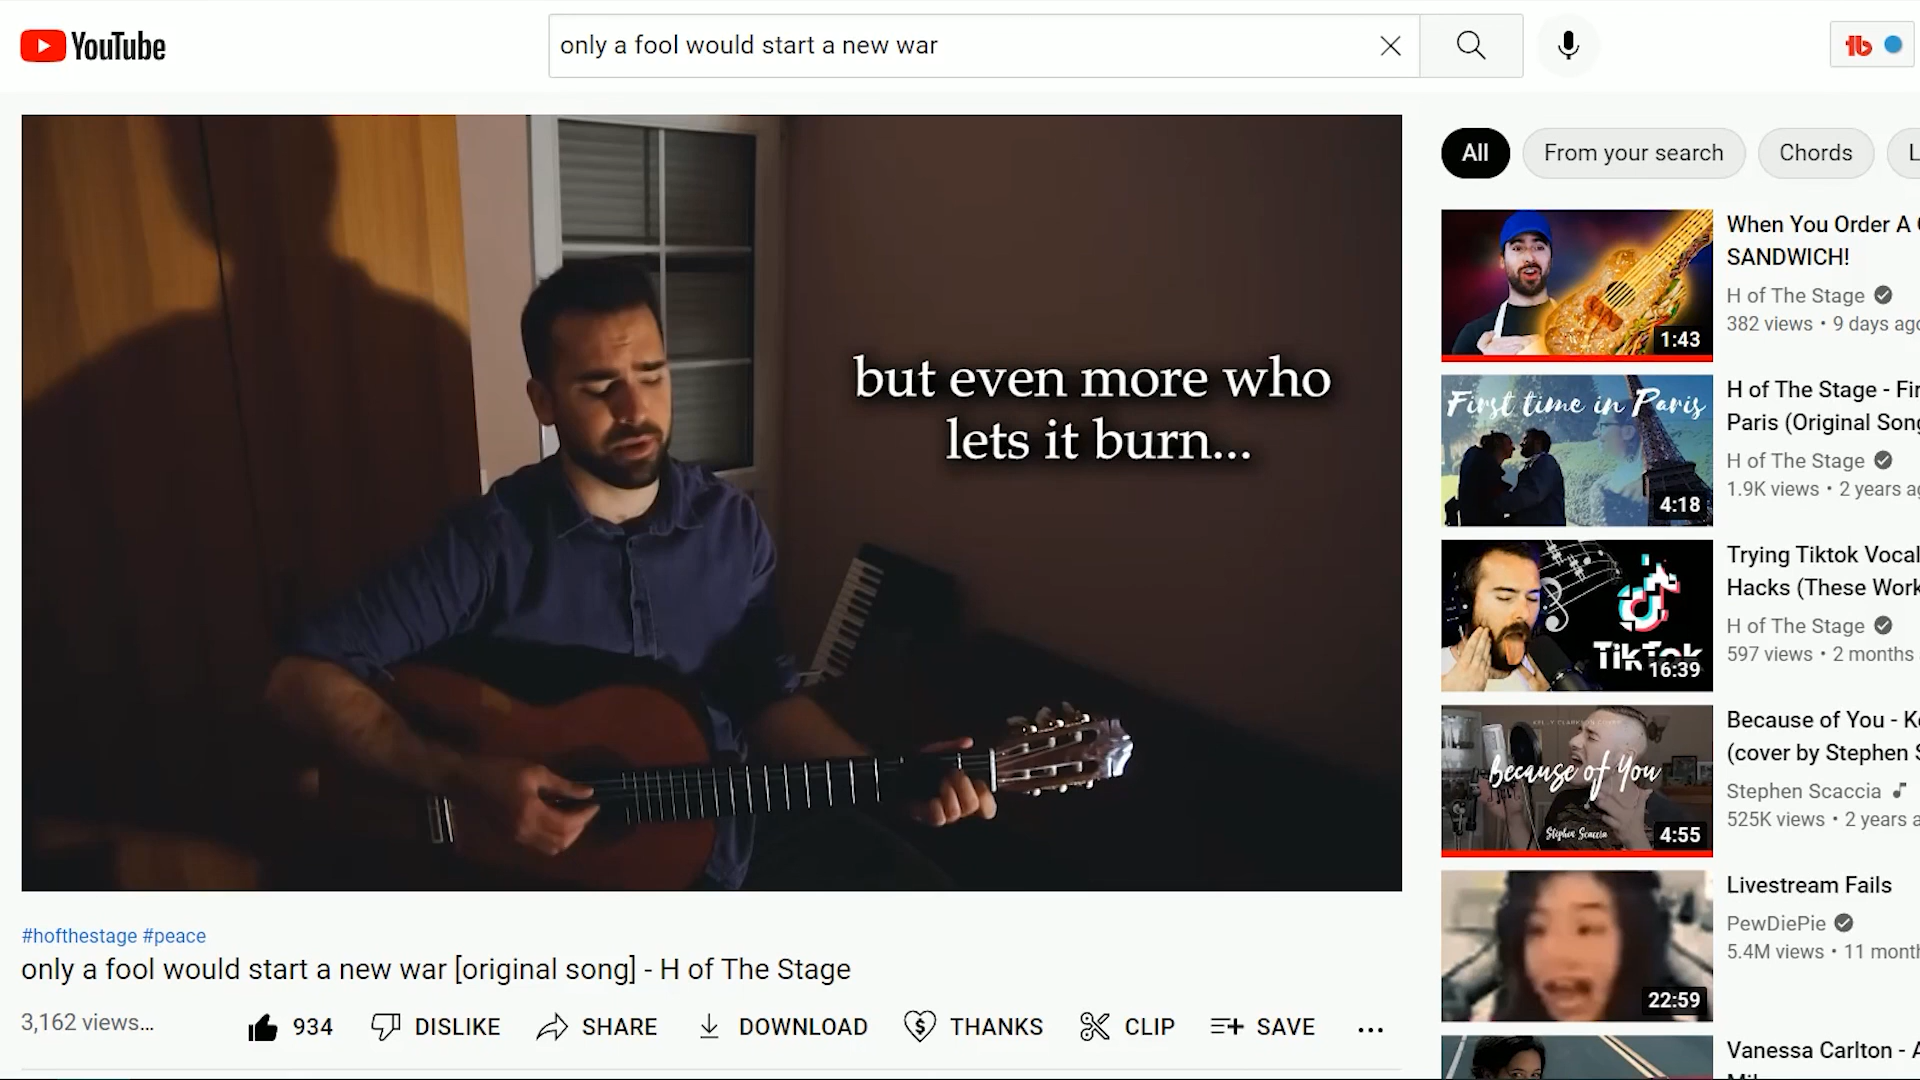 YouTube
only a fool would start a new war
but even more who
lets it burn...
#hofthestage #peace
only a fool would start a new war [original song] - H of The Stage
3,162 views...
934
DISLIKE
SHARE
DOWNLOAD
THANKS
CLIP
SAVE
All
From your search
Chords
L
When You Order A
SANDWICH!
H of The Stage
382 views • 9 days ago
1:43
First time in Paris
4:18
H of The Stage - Fir
Paris (Original Song
H of The Stage
1.9K views • 2 years ag
TikTok
16:39
Trying Tiktok Vocal
Hacks (These Work
H of The Stage
597 views • 2 months
because of You
Stephen Scaccia
4:55
Because of You - Ke
(cover by Stephen S
Stephen Scaccia
525K views • 2 years a
22:59
Livestream Fails
PewDiePie
5.4M views • 11 month
Vanessa Carlton - A